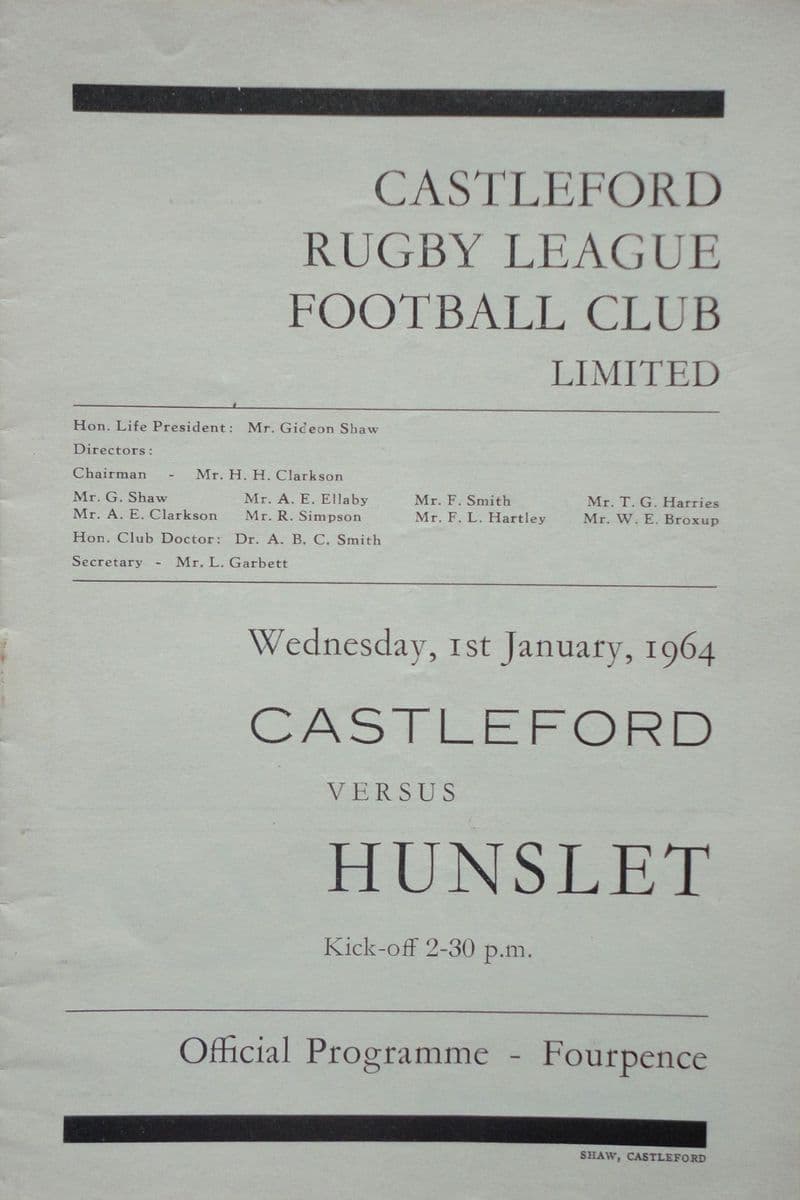 CASTLEFORD
RUGBY LEAGUE
FOOTBALL CLUB
LIMITED
Hon. Life President: Mr. Gideon Shaw
Directors:
Chairman - Mr. H. H. Clarkson
Mr. G. Shaw Mr. A. E. Ellaby Mr. F. Smith Mr. T. G. Harries
Mr. A. E. Clarkson Mr. R. Simpson Mr. F. L. Hartley Mr. W. E. Broxup
Hon. Club Doctor: Dr. A. B. C. Smith
Secretary - Mr. L. Garbett
Wednesday, 1st January, 1964
CASTLEFORD
VERSUS
HUNSLET
Kick-off 2-30 p.m.
Official Programme - Fourpence
SHAW, CASTLEFORD